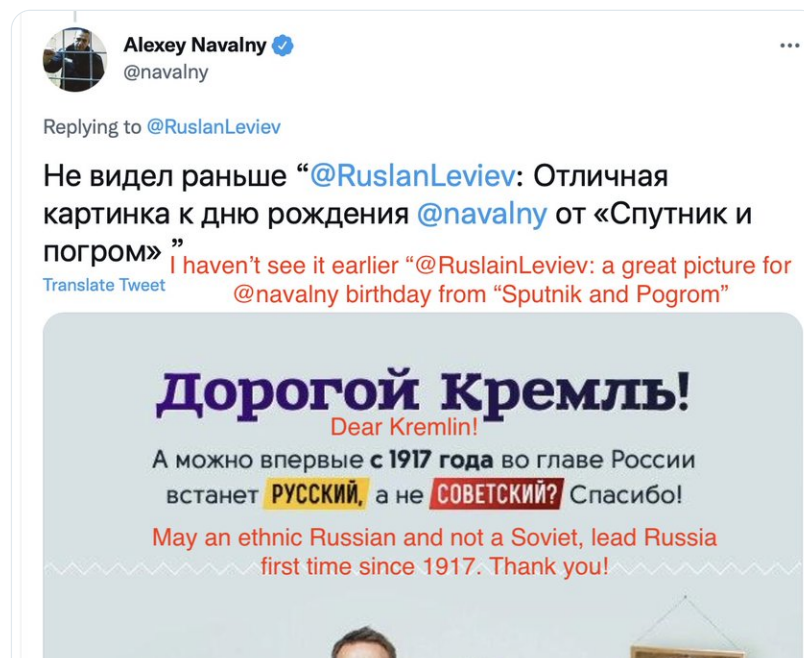 Alexey Navalny
@navalny
Replying to @RuslanLeviev
Не видел раньше “@RuslanLeviev: Отличная
картинка к дню рождения @navalny от «Спутник и
погром» ”
I haven’t see it earlier “@RuslainLeviev: a great picture for
@navalny birthday from “Sputnik and Pogrom”
Translate Tweet
Дорогой Кремль!
Dear Kremlin!
А можно впервые с 1917 года во главе России
встанет РУССКИЙ, а не СОВЕТСКИЙ? Спасибо!
May an ethnic Russian and not a Soviet, lead Russia
first time since 1917. Thank you!